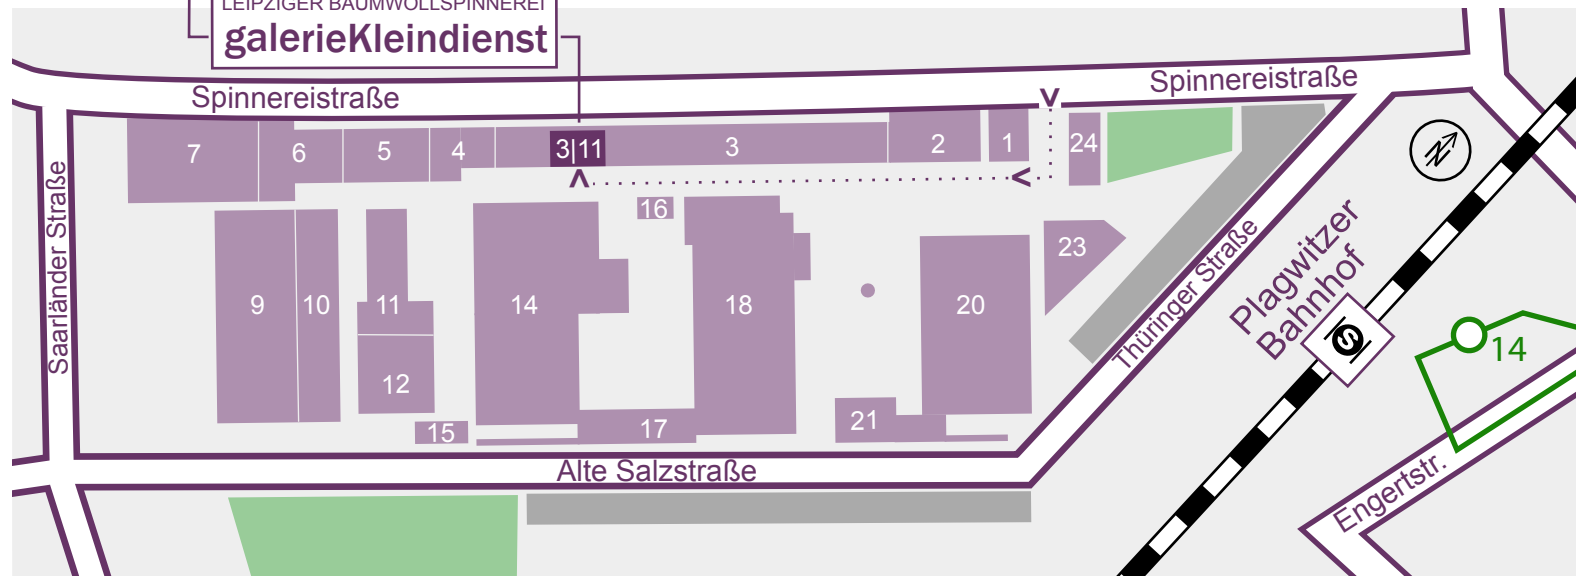 LEIPZIGER BAUMWOLLSPINNEREI
galerieKleindienst
Spinnereistraße
Spinnereistraße
7
6
5
4
3|11
3
2
1
24
N
Saarländer Straße
16
23
9
10
11
14
18
20
Thüringer Straße
Plagwitzer
Bahnhof
S
14
12
15
17
21
Alte Salzstraße
Engertstr.